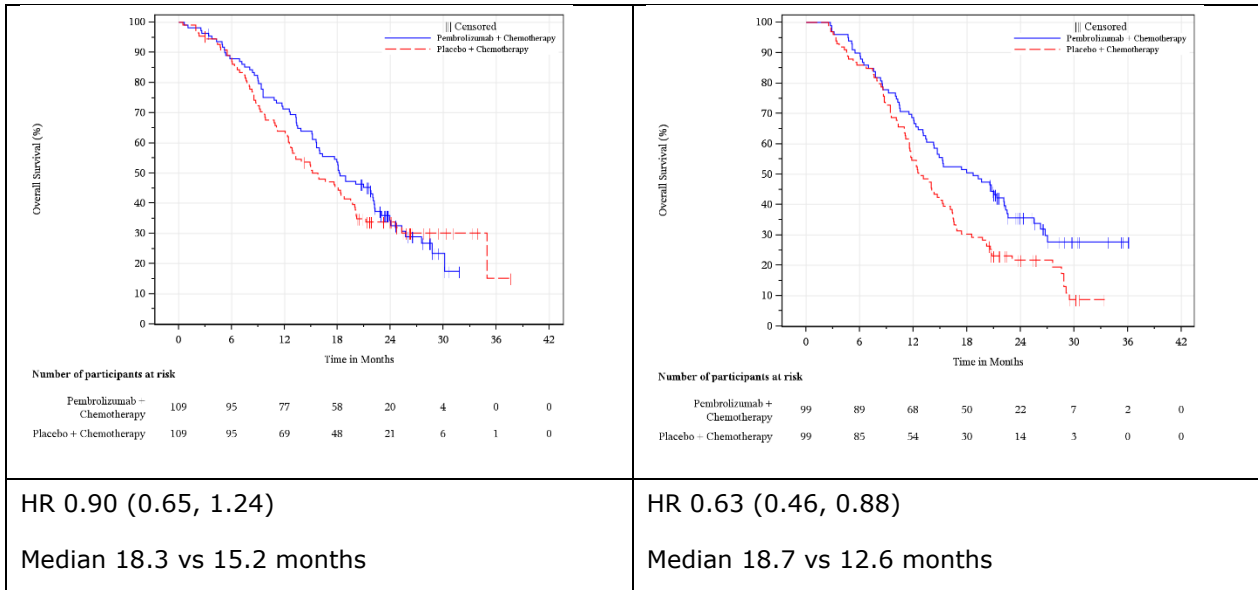 ||| Censored
Pembrolizumab + Chemotherapy
Placebo + Chemotherapy
Overall Survival (%)
100
90
80
70
60
50
40
30
20
10
0
0 6 12 18 24 30 36 42
Time in Months
Number of participants at risk
Pembrolizumab +
Chemotherapy 109 95 77 58 20 4 0 0
Placebo + Chemotherapy 109 95 69 48 21 6 1 0
HR 0.90 (0.65, 1.24)
Median 18.3 vs 15.2 months
||| Censored
Pembrolizumab + Chemotherapy
Placebo + Chemotherapy
Overall Survival (%)
100
90
80
70
60
50
40
30
20
10
0
0 6 12 18 24 30 36 42
Time in Months
Number of participants at risk
Pembrolizumab +
Chemotherapy 99 89 68 50 22 7 2 0
Placebo + Chemotherapy 99 85 54 30 14 3 0 0
HR 0.63 (0.46, 0.88)
Median 18.7 vs 12.6 months